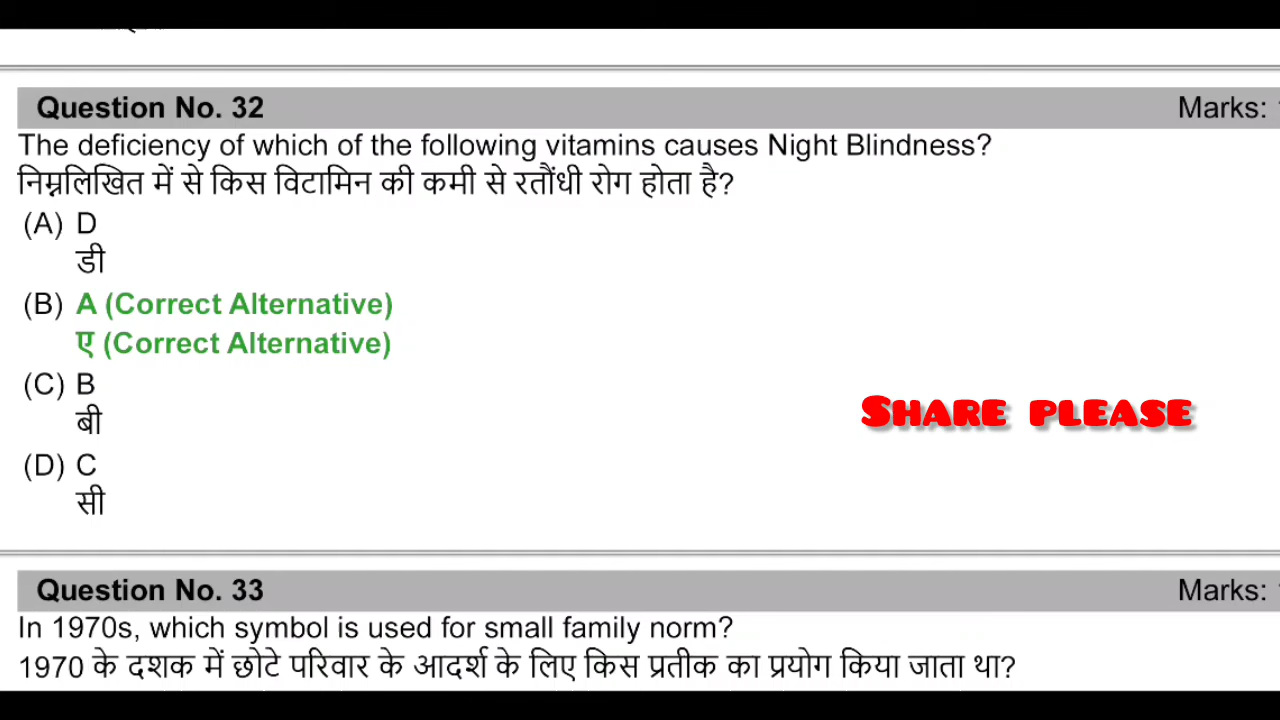 Question No. 32 Marks:
The deficiency of which of the following vitamins causes Night Blindness?
निम्नलिखित में से किस विटामिन की कमी से रतौंधी रोग होता है?
(A) D
डी
(B) A (Correct Alternative)
ए (Correct Alternative)
(C) B
बी
SHARE PLEASE
(D) C
सी
Question No. 33 Marks:
In 1970s, which symbol is used for small family norm?
1970 के दशक में छोटे परिवार के आदर्श के लिए किस प्रतीक का प्रयोग किया जाता था?